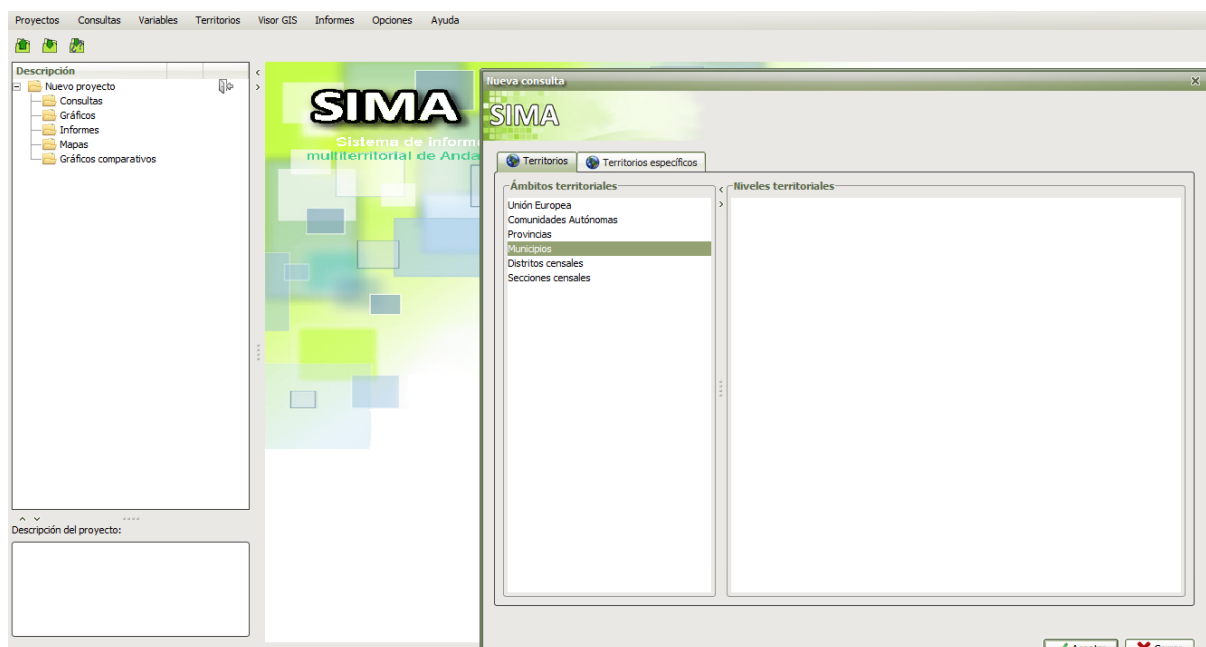 Proyectos Consultas Variables Territorios Visor GIS Informes Opciones Ayuda
Descripción
Nuevo proyecto
Consultas
Gráficos
Informes
Mapas
Gráficos comparativos
Descripción del proyecto:
SIMA
Sistema de inform
multiterritorial de Anda
Nueva consulta
SIMA
Territorios Territorios específicos
Ámbitos territoriales
Unión Europea
Comunidades Autónomas
Provincias
Municipios
Distritos censales
Secciones censales
Niveles territoriales